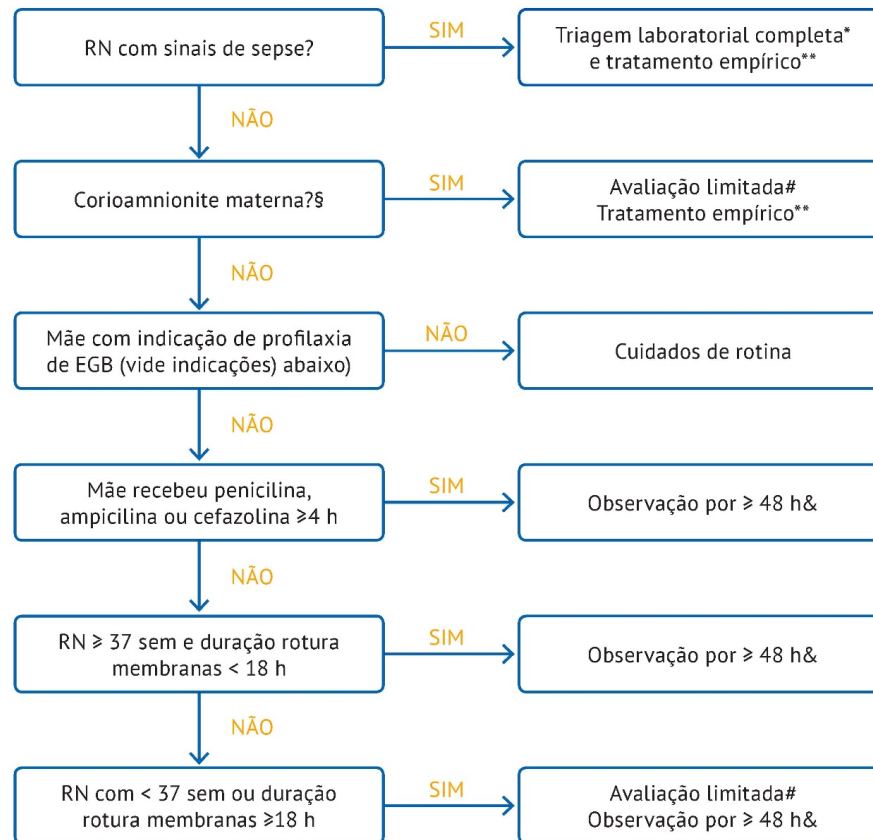 RN com sinais de sepse?
SIM
Triagem laboratorial completa*
e tratamento empírico**
NÃO
Corioamnionite materna?§
SIM
Avaliação limitada#
Tratamento empírico**
NÃO
Mãe com indicação de profilaxia
de EGB (vide indicações) abaixo)
NÃO
Cuidados de rotina
NÃO
Mãe recebeu penicilina,
ampicilina ou cefazolina ≥4 h
SIM
Observação por ≥ 48 h&
NÃO
RN ≥ 37 sem e duração rotura
membranas < 18 h
SIM
Observação por ≥ 48 h&
NÃO
RN com < 37 sem ou duração
rotura membranas ≥18 h
SIM
Avaliação limitada#
Observação por ≥ 48 h&